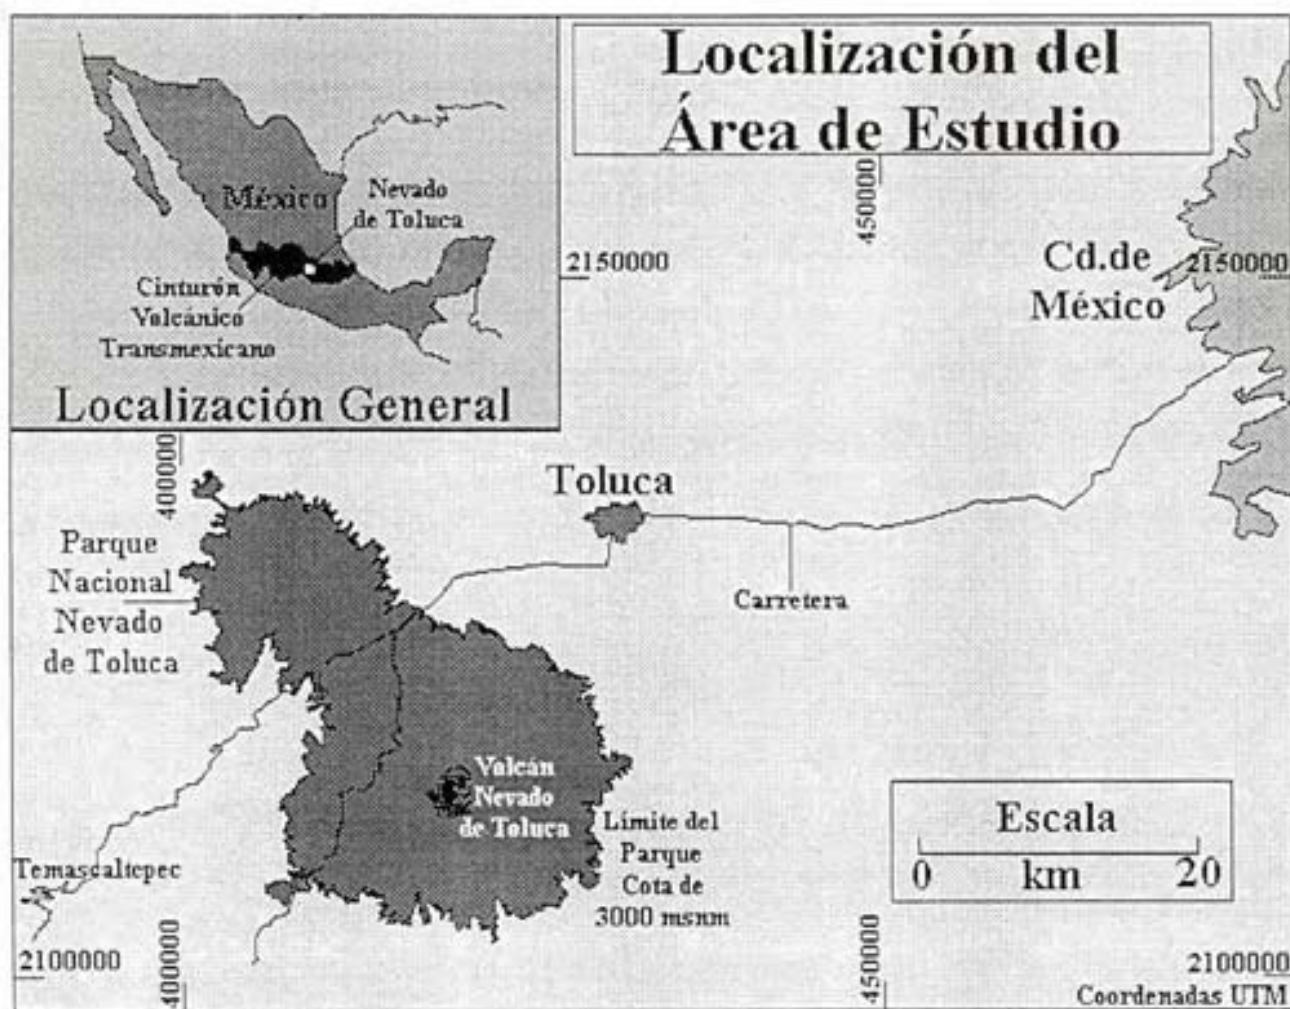 Localización del
Área de Estudio
México
Nevado
de Toluca
Cinturón
Volcánico
Transmexicano
Localización General
450000
2150000
Cd.de
México
2150000
400000
Toluca
Parque
Nacional
Nevado
de Toluca
Carretera
Volcán
Nevado
de Toluca
Límite del
Parque
Cota de
3000 msnm
Escala
0 km 20
Temascaltepec
2100000
400000
450000
2100000
Coordenadas UTM